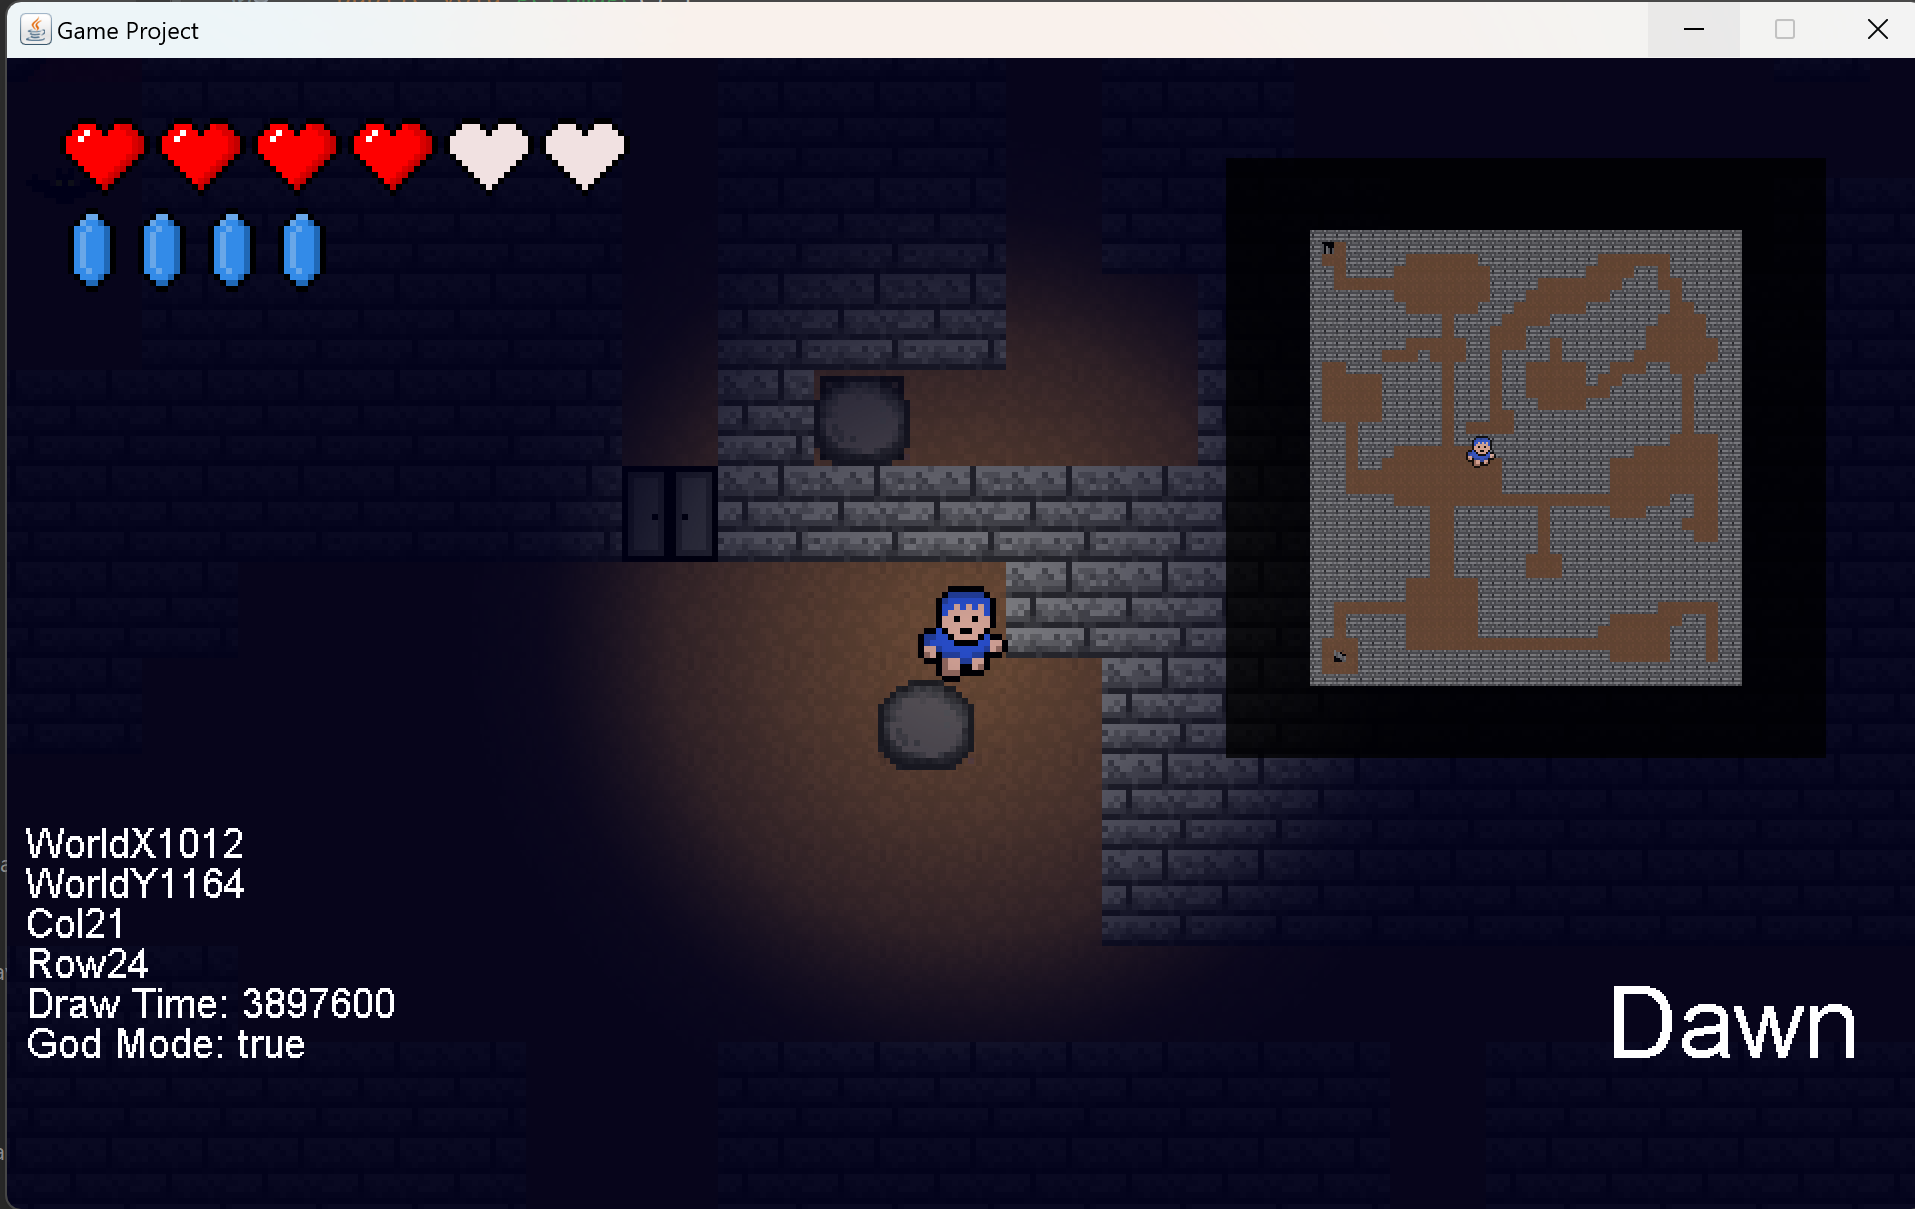 Game Project
WorldX1012
WorldY1164
Col21
Row24
Draw Time: 3897600
God Mode: true
Dawn